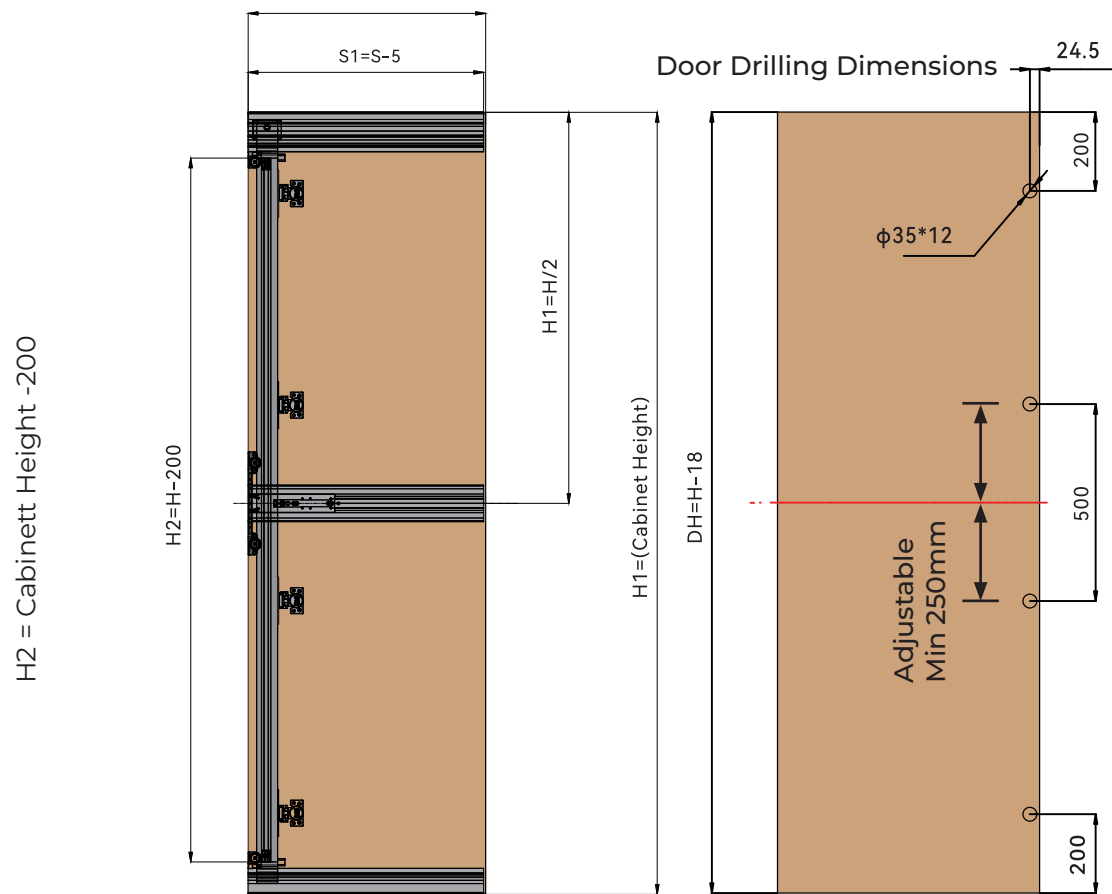 S1=S-5
Door Drilling Dimensions
24.5
200
φ35*12
H1=H/2
H2 = Cabinett Height -200
H2=H-200
H1=(Cabinet Height)
DH=H-18
500
Adjustable
Min 250mm
200